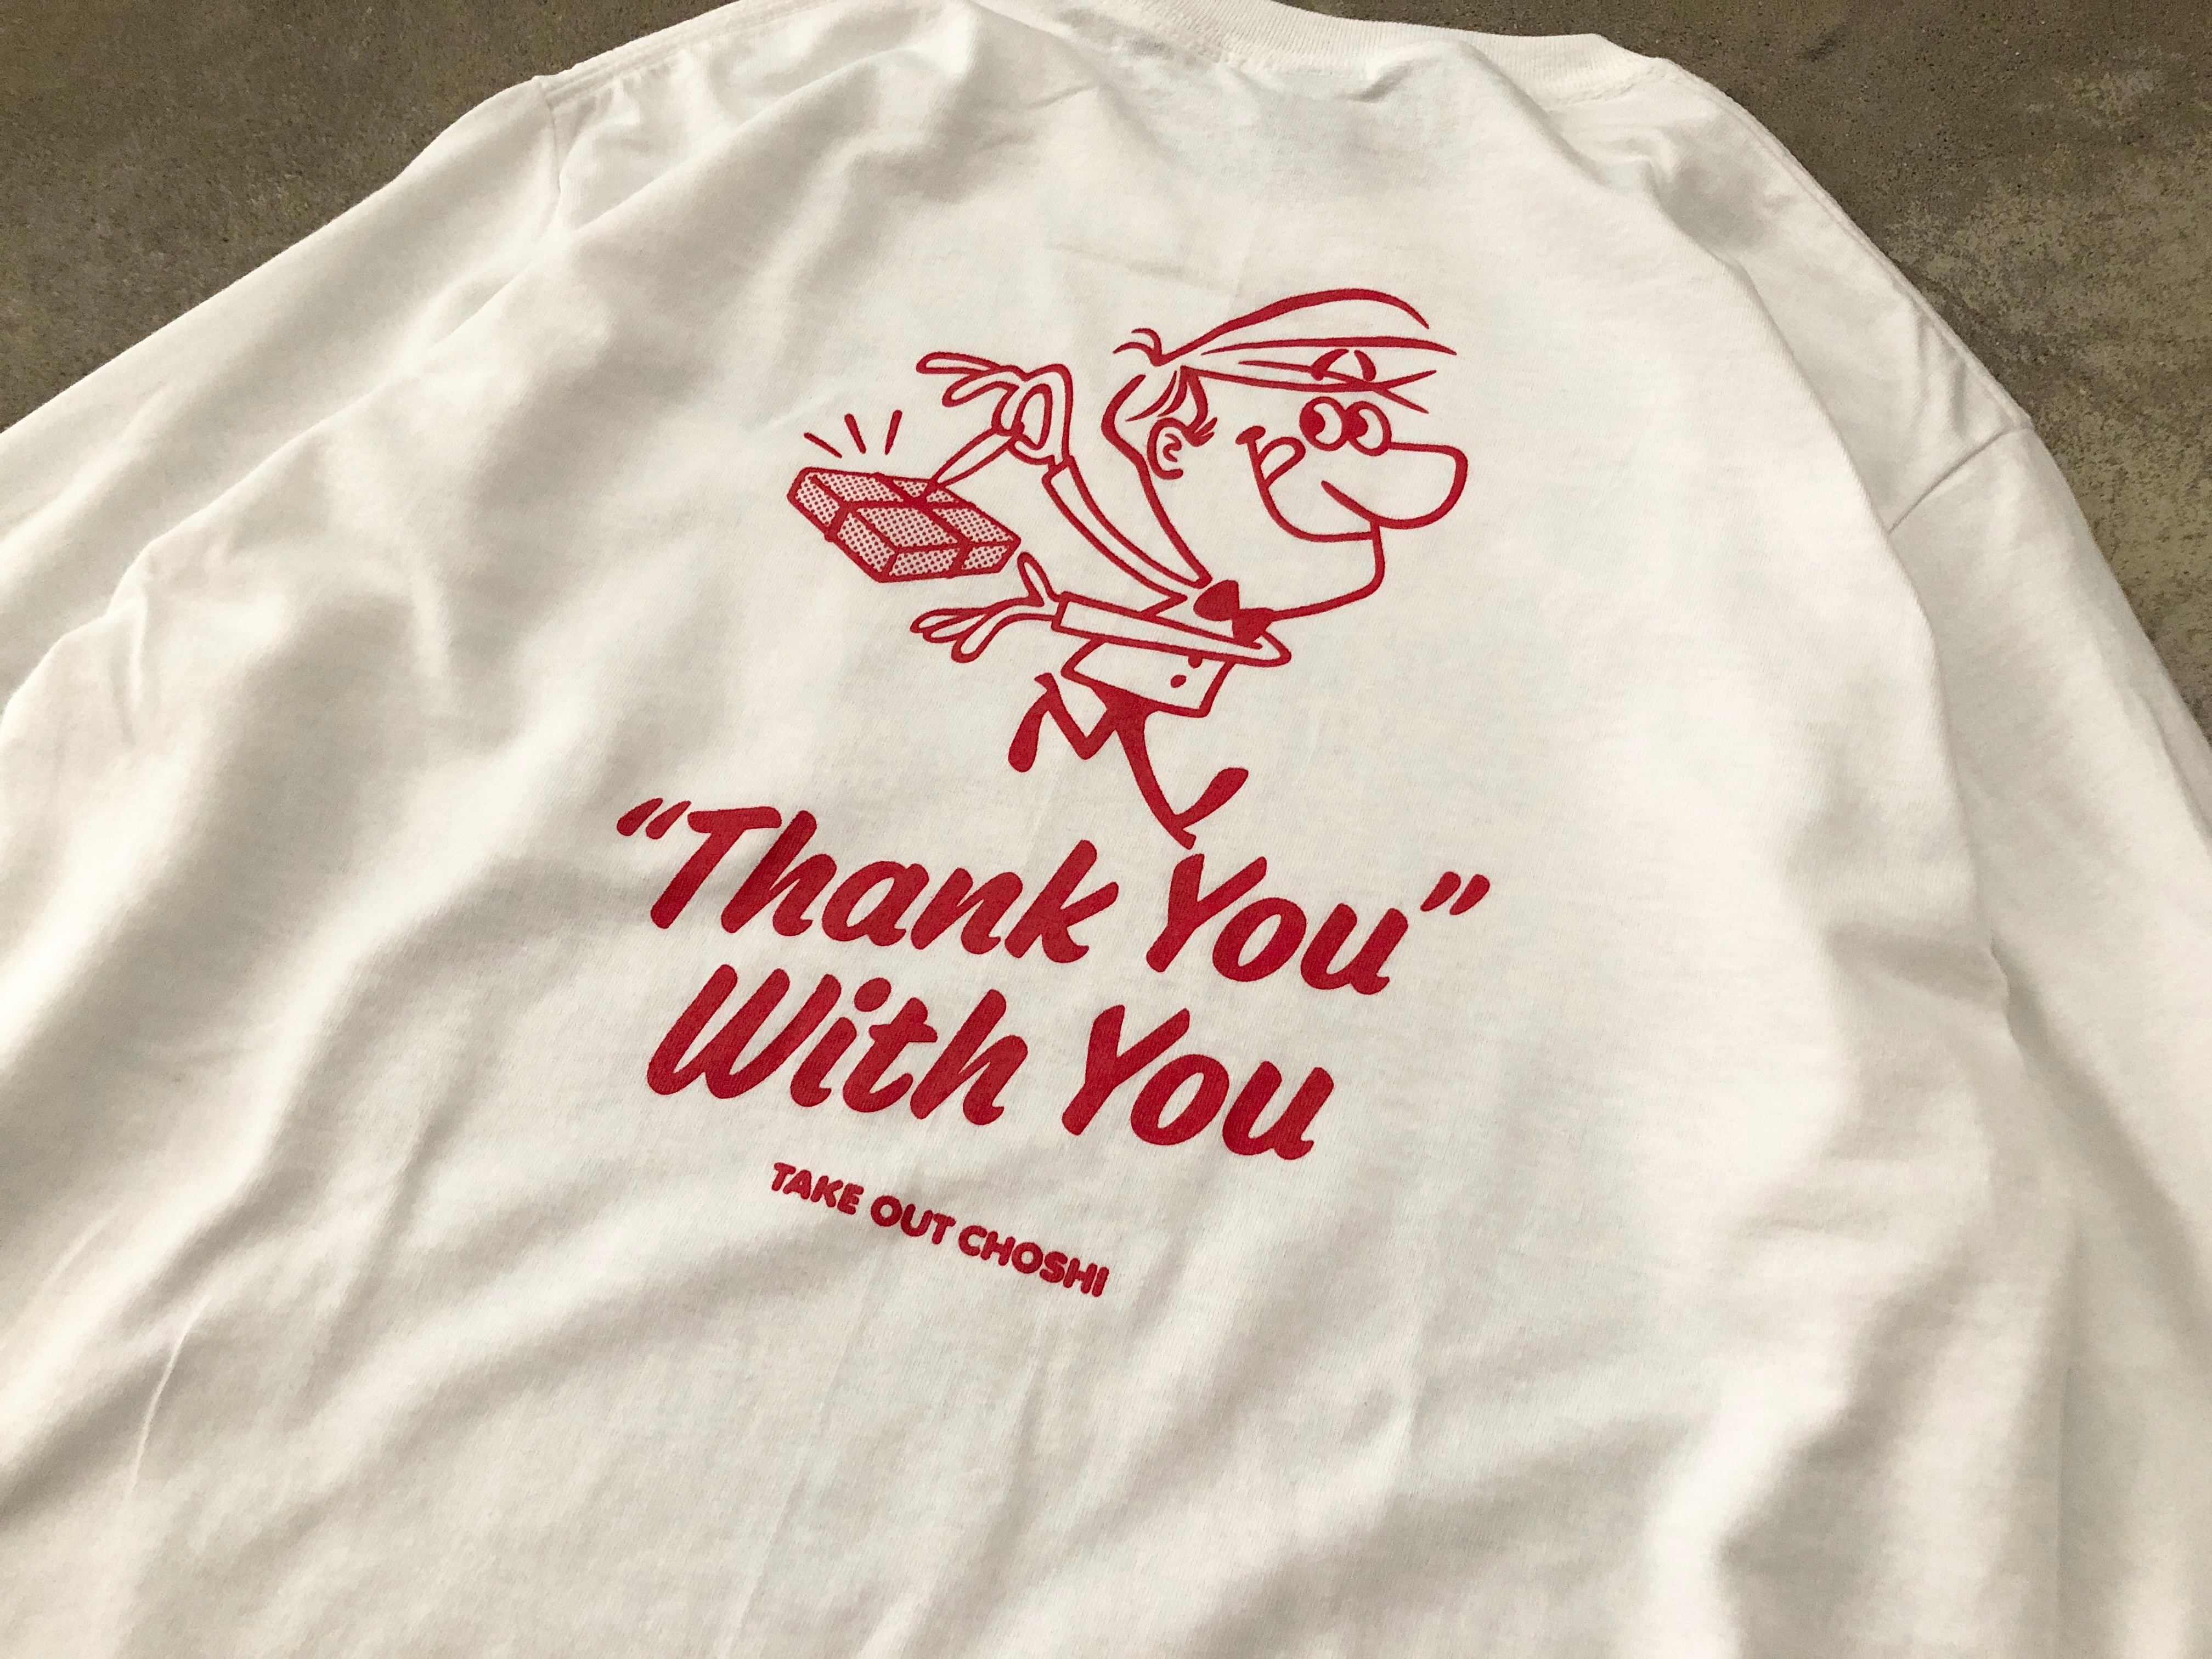 “Thank You”
With You
TAKE OUT CHOSHI